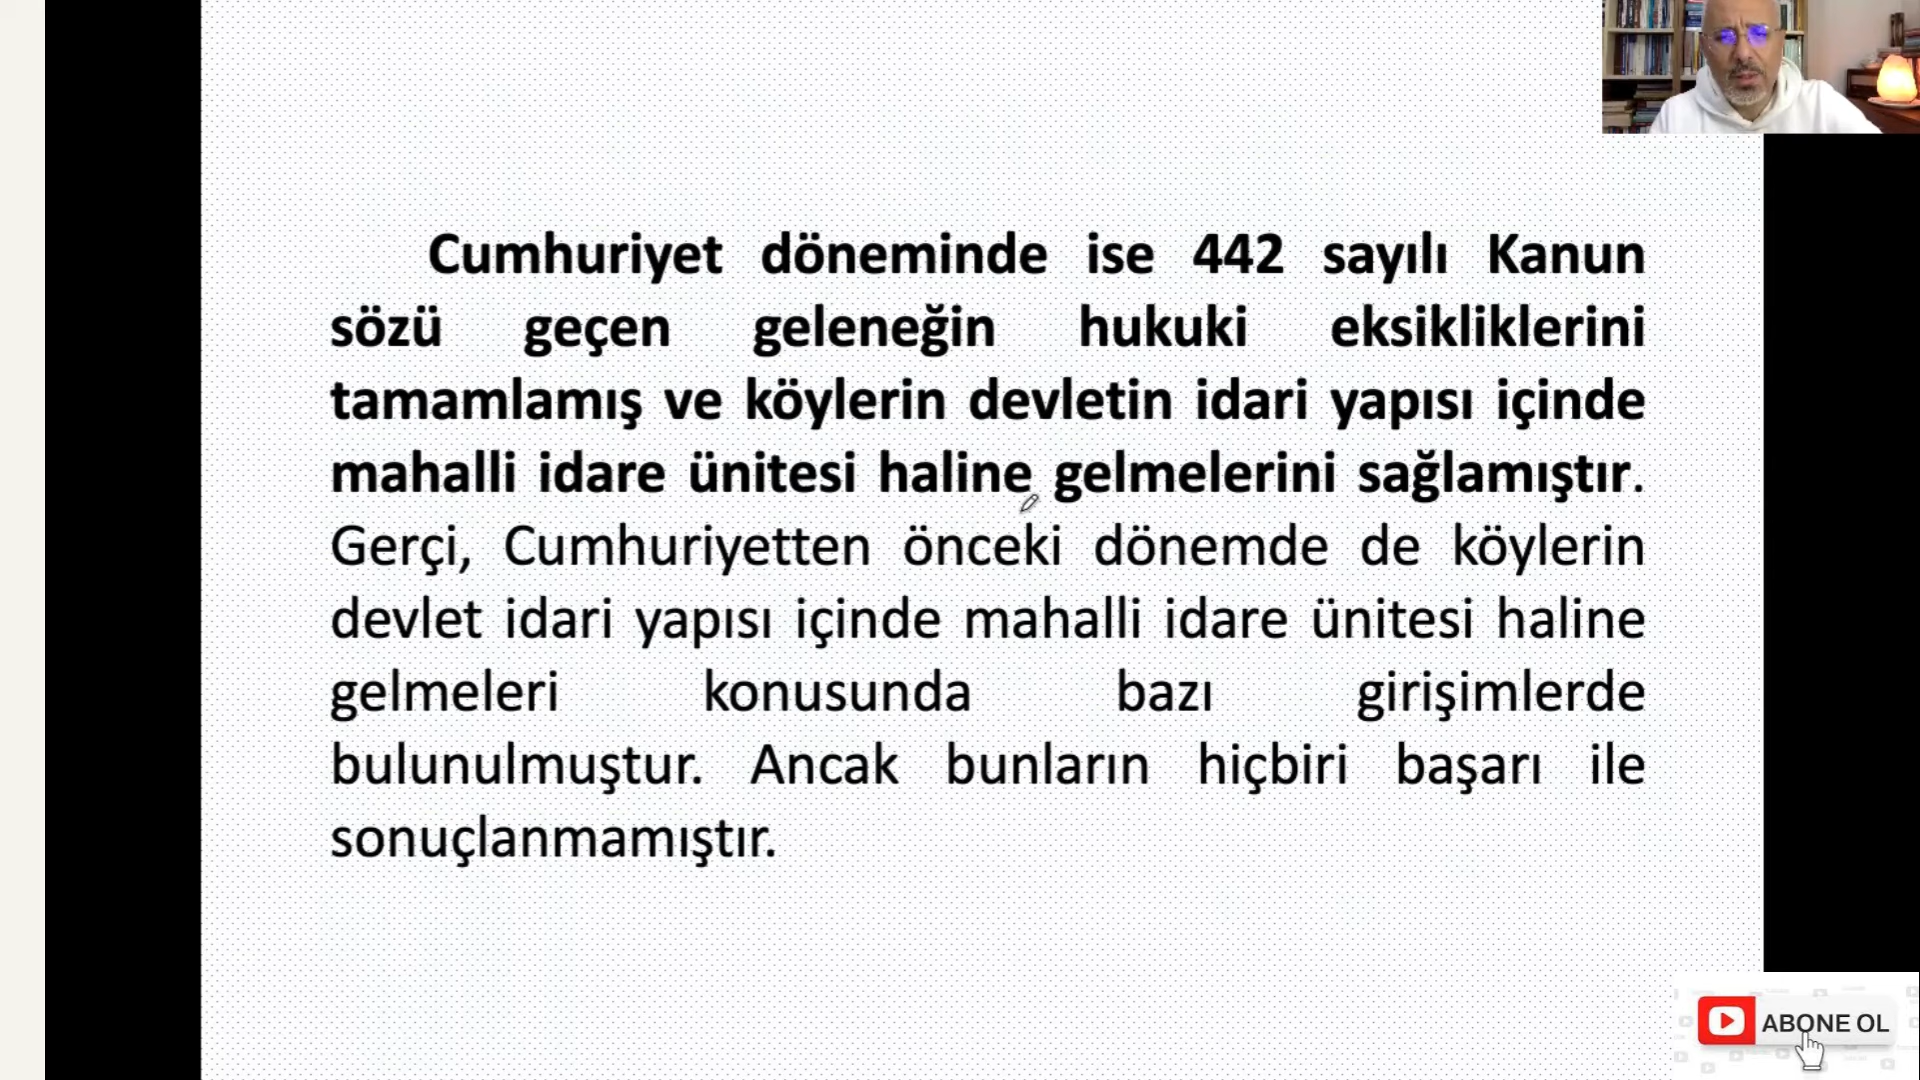 Cumhuriyet döneminde ise 442 sayılı Kanun
sözü geçen geleneğin hukuki eksikliklerini
tamamlamış ve köylerin devletin idari yapısı içinde
mahalli idare ünitesi haline gelmelerini sağlamıştır.
Gerçi, Cumhuriyetten önceki dönemde de köylerin
devlet idari yapısı içinde mahalli idare ünitesi haline
gelmeleri konusunda bazı girişimlerde
bulunulmuştur. Ancak bunların hiçbiri başarı ile
sonuçlanmamıştır.
ABONE OL